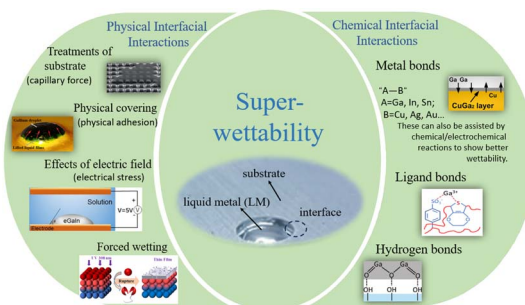 Physical Interfacial
Interactions
Treatments of
substrate
(capillary force)
Physical covering
(physical adhesion)
Effects of electric field
(electrical stress)
Solution
eGaIn
V=5V
V
Electrode
Forced wetting
Rupture
Thin Film
Super-
wettability
substrate
liquid metal (LM)
interface
Chemical Interfacial
Interactions
Metal bonds
"A—B"
A=Ga, In, Sn;
B=Cu, Ag, Au...
Ga Ga
Cu
CuGa₂ layer
These can also be assisted by
chemical/electrochemical
reactions to show better
wettability.
Ligand bonds
Ga³⁺
Hydrogen bonds
Ga Ga
O O O
OH OH OH